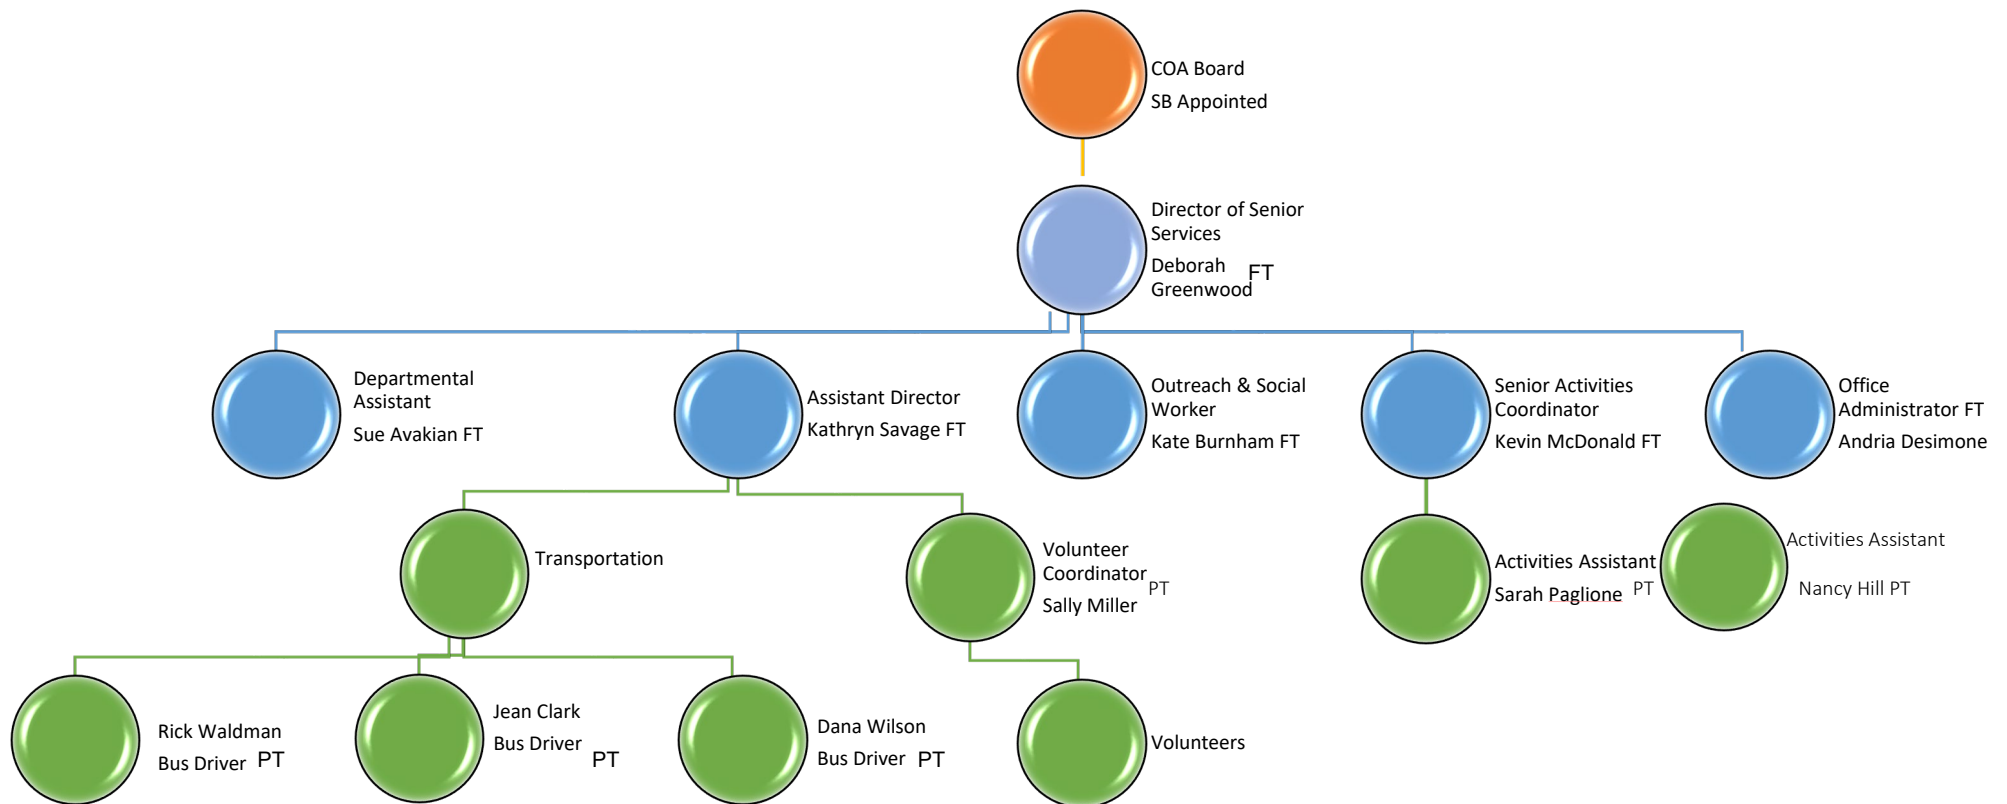 COA Board
SB Appointed
Director of Senior
Services
Deborah
Greenwood FT
Departmental
Assistant
Sue Avakian FT
Assistant Director
Kathryn Savage FT
Outreach & Social
Worker
Kate Burnham FT
Senior Activities
Coordinator
Kevin McDonald FT
Office
Administrator FT
Andria Desimone
Transportation
Volunteer
Coordinator PT
Sally Miller
Activities Assistant
Sarah Paglione PT
Activities Assistant
Nancy Hill PT
Rick Waldman
Bus Driver PT
Jean Clark
Bus Driver PT
Dana Wilson
Bus Driver PT
Volunteers